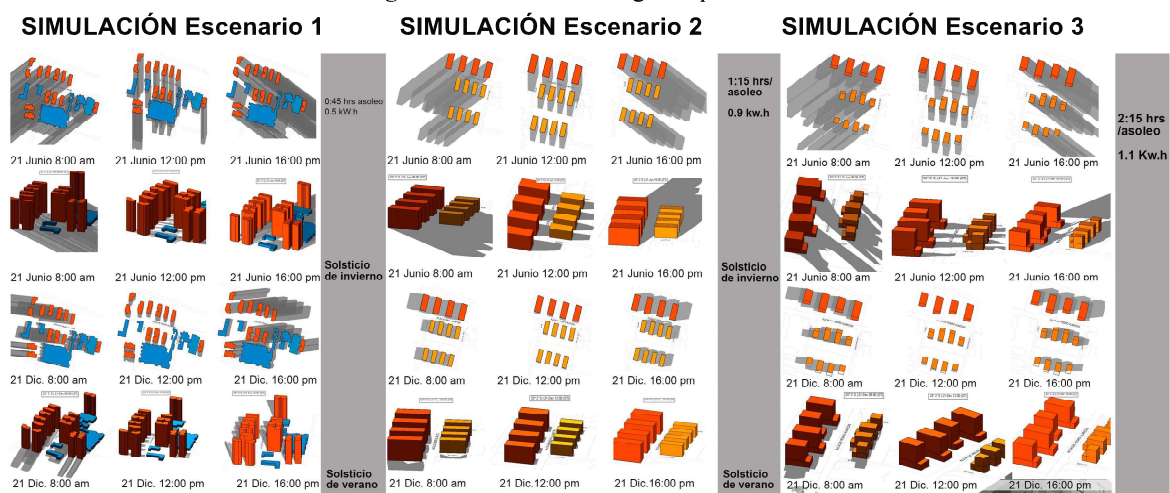 SIMULACIÓN Escenario 1
SIMULACIÓN Escenario 2
SIMULACIÓN Escenario 3
21 Junio 8:00 am
21 Junio 12:00 pm
21 Junio 16:00 pm
0:45 hrs asoleo
0.5 kW.h
21 Junio 8:00 am
21 Junio 12:00 pm
21 Junio 16:00 pm
1:15 hrs/
asoleo
0.9 kw.h
21 Junio 8:00 am
21 Junio 12:00 pm
21 Junio 16:00 pm
2:15 hrs
/asoleo
1.1 Kw.h
21 Junio 8:00 am
21 Junio 12:00 pm
21 Junio 16:00 pm
Solsticio
de invierno
21 Junio 8:00 am
21 Junio 12:00 pm
21 Junio 16:00 pm
Solsticio
de invierno
21 Junio 8:00 am
21 Junio 12:00 pm
21 Junio 16:00 pm
21 Dic. 8:00 am
21 Dic. 12:00 pm
21 Dic. 16:00 pm
21 Dic. 8:00 am
21 Dic. 12:00 pm
21 Dic. 16:00 pm
21 Dic. 8:00 am
21 Dic. 12:00 pm
21 Dic. 16:00 pm
21 Dic. 8:00 am
21 Dic. 12:00 pm
21 Dic. 16:00 pm
Solsticio
de verano
21 Dic. 8:00 am
21 Dic. 12:00 pm
21 Dic.16:00 pm
Solsticio
de verano
21 Dic. 8:00 am
21 Dic.12:00 pm
21 Dic. 16:00 pm